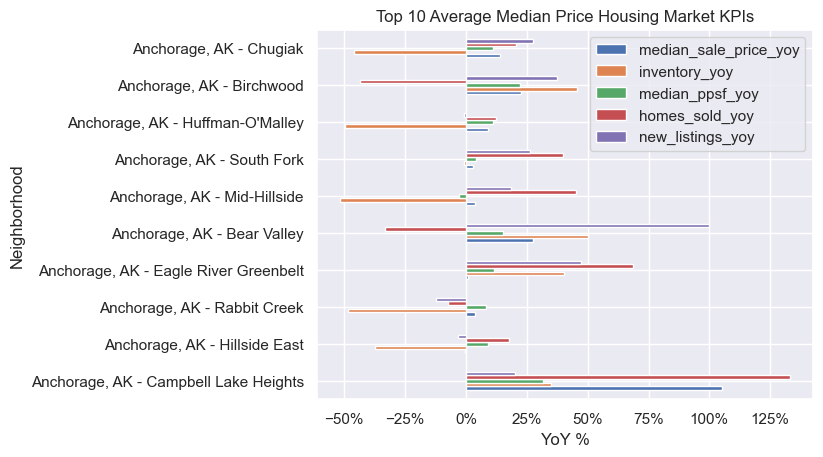 Top 10 Average Median Price Housing Market KPIs
median_sale_price_yoy
inventory_yoy
median_ppsf_yoy
homes_sold_yoy
new_listings_yoy
Neighborhood
Anchorage, AK - Chugiak
Anchorage, AK - Birchwood
Anchorage, AK - Huffman-O'Malley
Anchorage, AK - South Fork
Anchorage, AK - Mid-Hillside
Anchorage, AK - Bear Valley
Anchorage, AK - Eagle River Greenbelt
Anchorage, AK - Rabbit Creek
Anchorage, AK - Hillside East
Anchorage, AK - Campbell Lake Heights
−50% −25% 0% 25% 50% 75% 100% 125%
YoY %